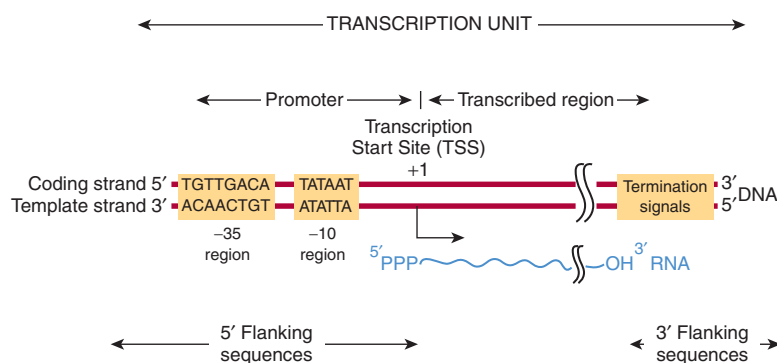 TRANSCRIPTION UNIT
Promoter
Transcribed region
Transcription
Start Site (TSS)
+1
Coding strand 5′ TGTTGACA TATAAT 3′
Template strand 3′ ACAACTGT ATATTA 5′
Termination
signals
DNA
−35
region
−10
region
5′PPP OH3′ RNA
5′ Flanking
sequences
3′ Flanking
sequences